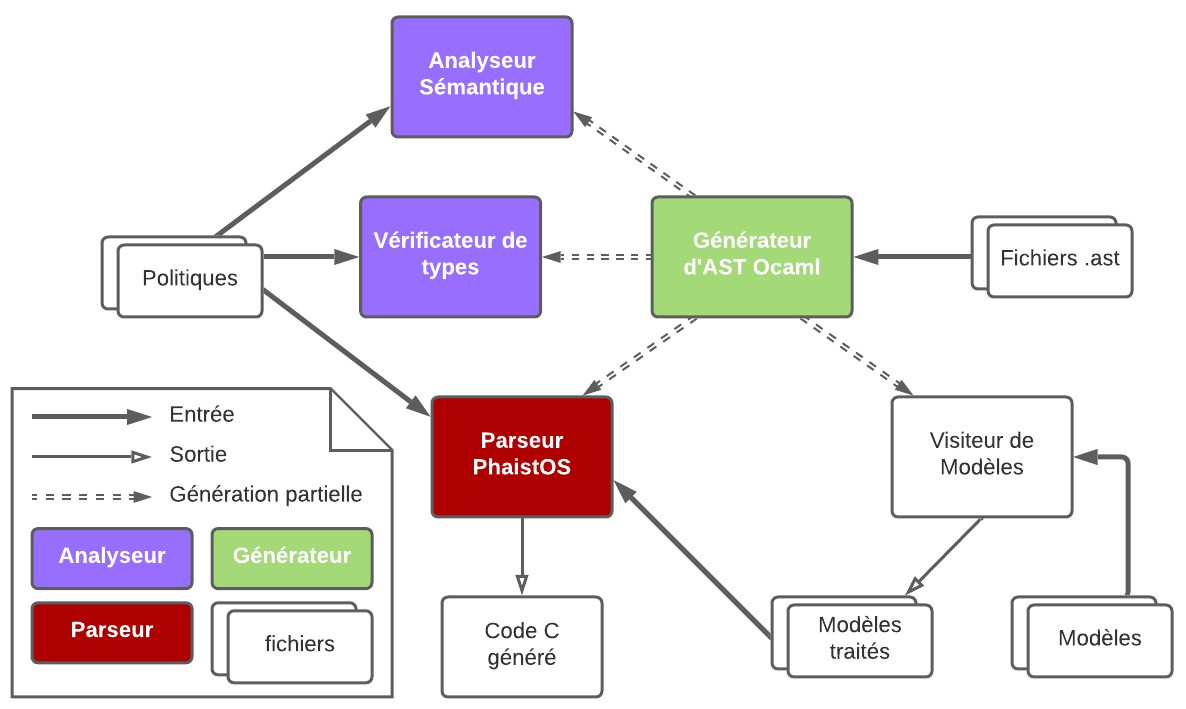 Analyseur
Sémantique
Vérificateur de
types
Générateur
d'AST Ocaml
Fichiers .ast
Politiques
Entrée
Sortie
Génération partielle
Analyseur
Générateur
Parseur
fichiers
Parseur
PhaistOS
Visiteur de
Modèles
Code C
généré
Modèles
traités
Modèles